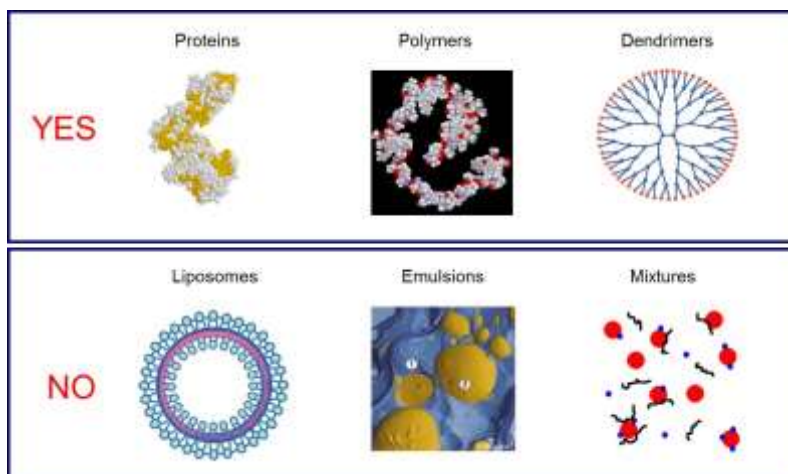 Proteins Polymers Dendrimers
YES
Liposomes Emulsions Mixtures
NO